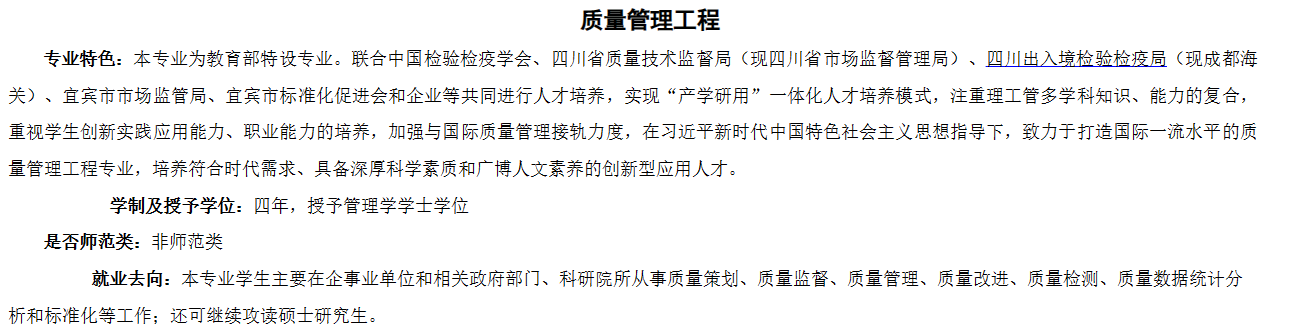 质量管理工程
专业特色：本专业为教育部特设专业。联合中国检验检疫学会、四川省质量技术监督局（现四川省市场监督管理局）、四川出入境检验检疫局（现成都海
关）、宜宾市市场监管局、宜宾市标准化促进会和企业等共同进行人才培养，实现“产学研用”一体化人才培养模式，注重理工管多学科知识、能力的复合，
重视学生创新实践应用能力、职业能力的培养，加强与国际质量管理接轨力度，在习近平新时代中国特色社会主义思想指导下，致力于打造国际一流水平的质
量管理工程专业，培养符合时代需求、具备深厚科学素质和广博人文素养的创新型应用人才。
学制及授予学位：四年，授予管理学学士学位
是否师范类：非师范类
就业去向：本专业学生主要在企事业单位和相关政府部门、科研院所从事质量策划、质量监督、质量管理、质量改进、质量检测、质量数据统计分
析和标准化等工作；还可继续攻读硕士研究生。